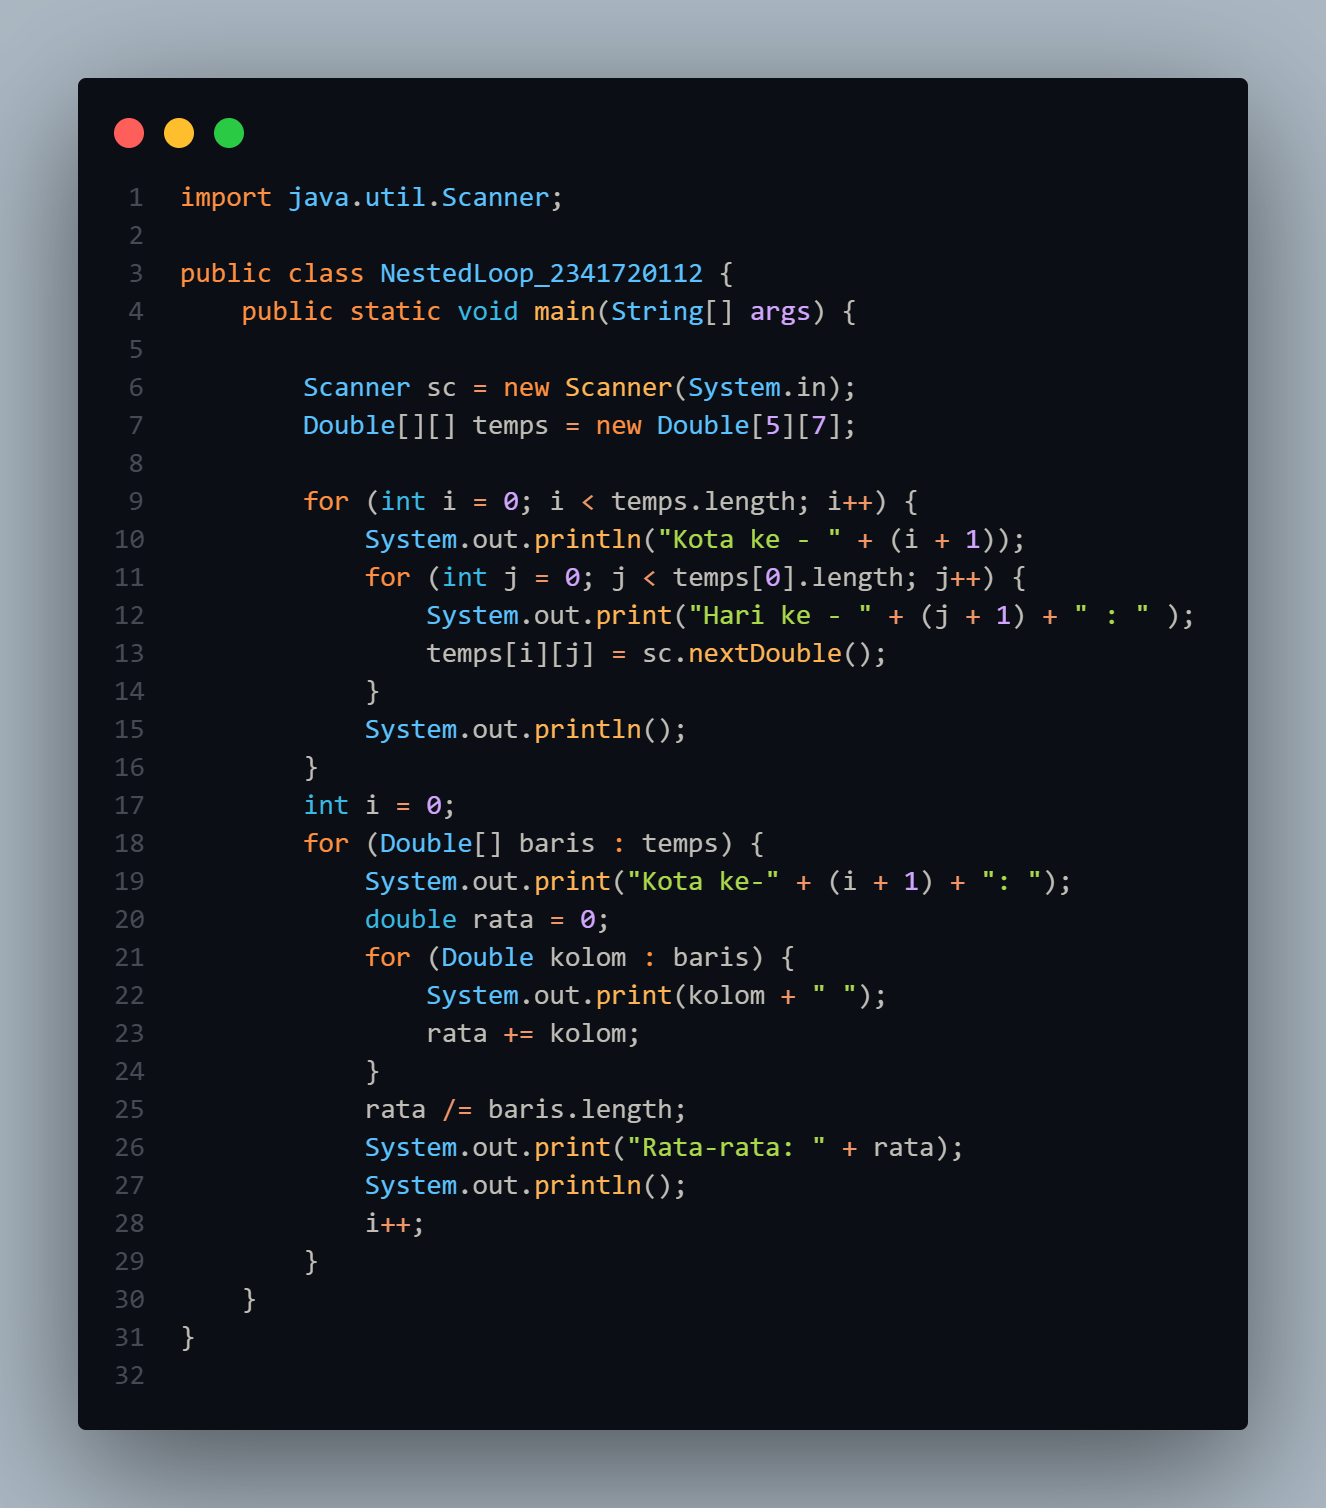 1 import java.util.Scanner;
2
3 public class NestedLoop_2341720112 {
4     public static void main(String[] args) {
5
6         Scanner sc = new Scanner(System.in);
7         Double[][] temps = new Double[5][7];
8
9         for (int i = 0; i < temps.length; i++) {
10             System.out.println("Kota ke - " + (i + 1));
11             for (int j = 0; j < temps[0].length; j++) {
12                 System.out.print("Hari ke - " + (j + 1) + " : " );
13                 temps[i][j] = sc.nextDouble();
14             }
15             System.out.println();
16         }
17         int i = 0;
18         for (Double[] baris : temps) {
19             System.out.print("Kota ke-" + (i + 1) + ": ");
20             double rata = 0;
21             for (Double kolom : baris) {
22                 System.out.print(kolom + " ");
23                 rata += kolom;
24             }
25             rata /= baris.length;
26             System.out.print("Rata-rata: " + rata);
27             System.out.println();
28             i++;
29         }
30     }
31 }
32